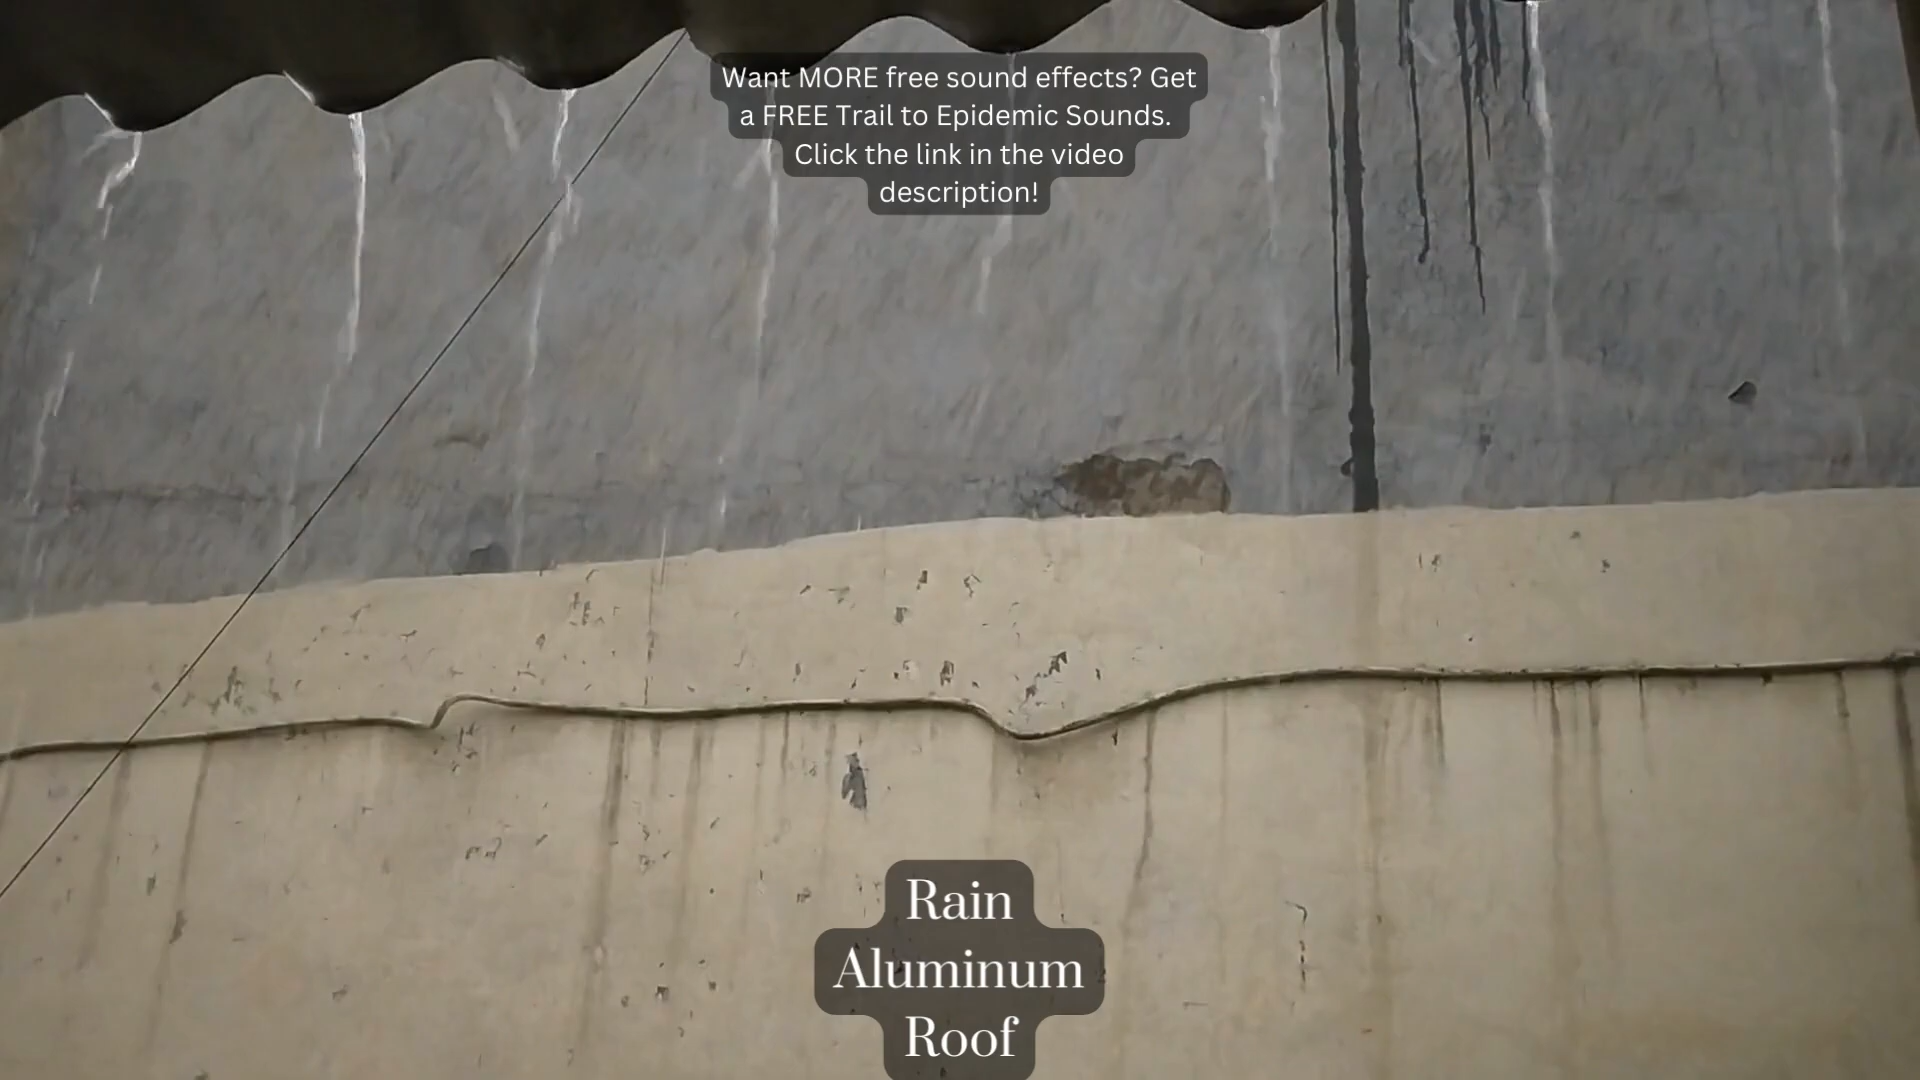 Want MORE free sound effects? Get
a FREE Trail to Epidemic Sounds.
Click the link in the video
description!
Rain
Aluminum
Roof